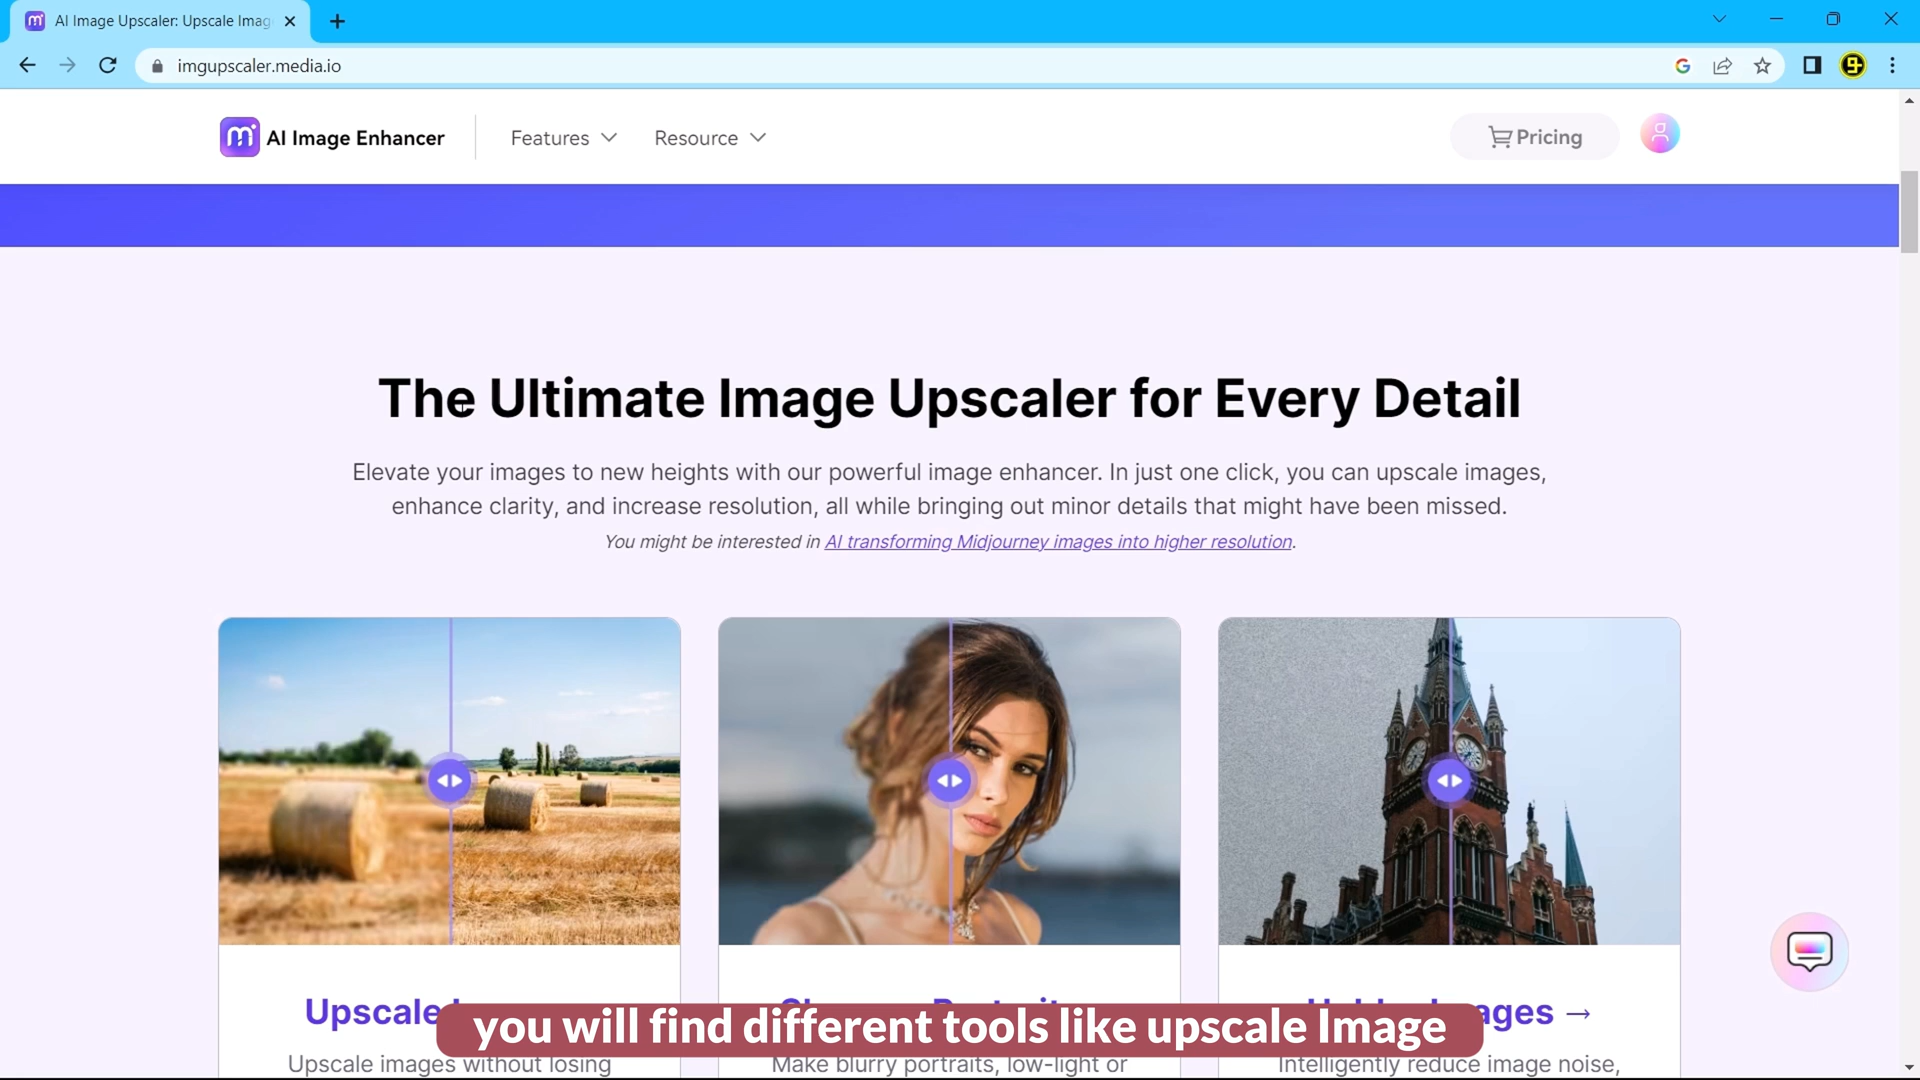 AI Image Upscaler: Upscale Imag
imgupscaler.media.io
AI Image Enhancer
Features
Resource
Pricing
The Ultimate Image Upscaler for Every Detail
Elevate your images to new heights with our powerful image enhancer. In just one click, you can upscale images,
enhance clarity, and increase resolution, all while bringing out minor details that might have been missed.
You might be interested in AI transforming Midjourney images into higher resolution.
Upscale
ages →
you will find different tools like upscale Image
Upscale images without losing
Make blurry portraits, low-light or
Intelligently reduce image noise,